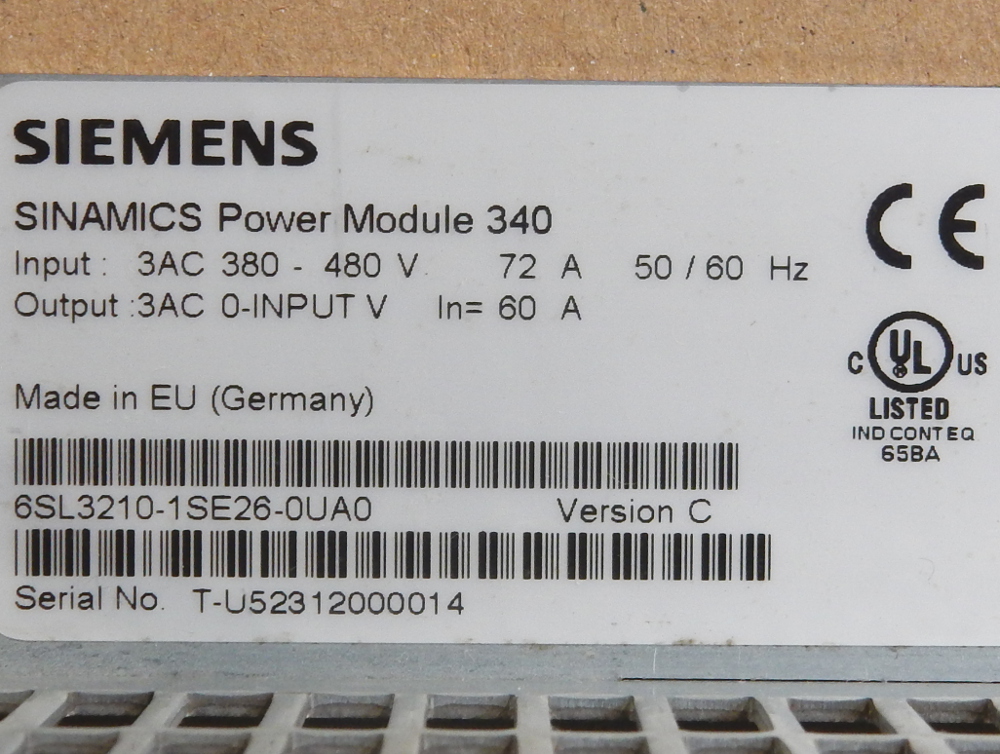 SIEMENS
SINAMICS Power Module 340
Input : 3AC 380 - 480 V 72 A 50 / 60 Hz
Output :3AC 0-INPUT V In= 60 A
Made in EU (Germany)
6SL3210-1SE26-0UA0 Version C
Serial No. T-U52312000014
CE
C UL US
®
LISTED
IND CONT EQ
65BA